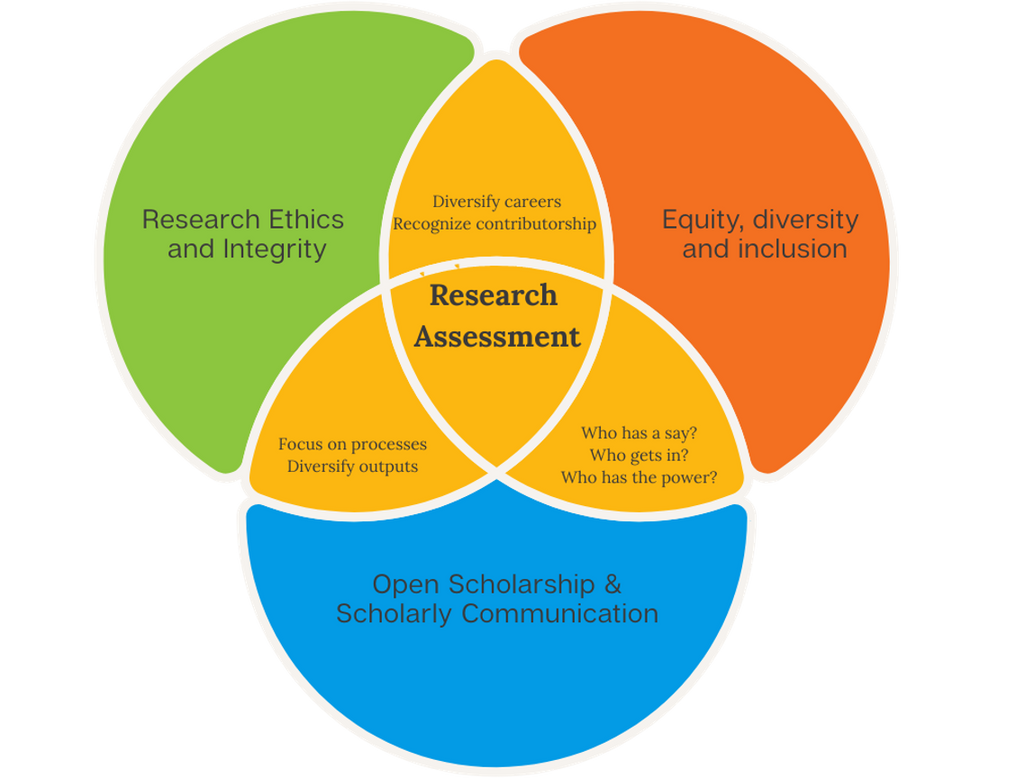 Diversify careers
Recognize contributorship
Research Ethics
and Integrity
Equity, diversity
and inclusion
Research
Assessment
Focus on processes
Diversify outputs
Who has a say?
Who gets in?
Who has the power?
Open Scholarship &
Scholarly Communication